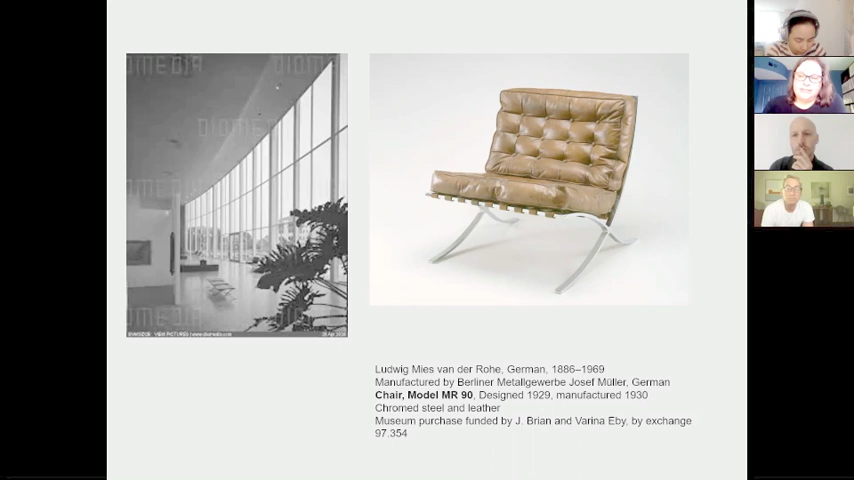 DIOMEDIA
Ludwig Mies van der Rohe, German, 1886–1969
Manufactured by Berliner Metallgewerbe Josef Müller, German
Chair, Model MR 90, Designed 1929, manufactured 1930
Chromed steel and leather
Museum purchase funded by J. Brian and Varina Eby, by exchange
97.354